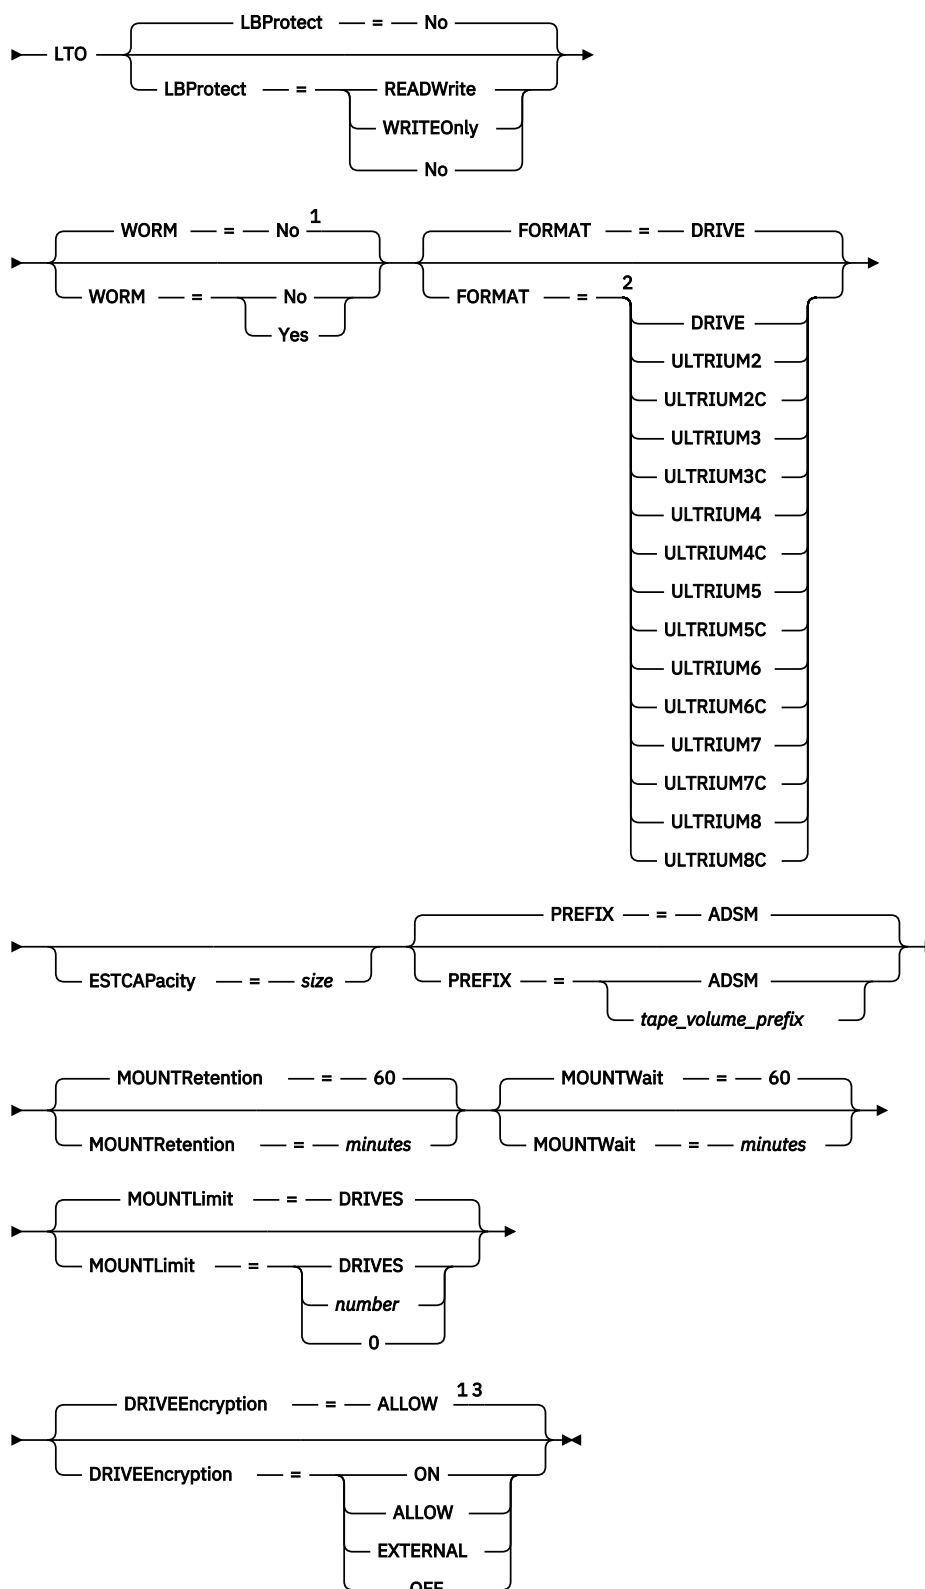 LBProtect = No
LTO
LBProtect = READWrite
WRITEOnly
No
WORM = No 1
FORMAT = DRIVE
WORM = No
Yes
FORMAT = 2
DRIVE
ULTRIUM2
ULTRIUM2C
ULTRIUM3
ULTRIUM3C
ULTRIUM4
ULTRIUM4C
ULTRIUM5
ULTRIUM5C
ULTRIUM6
ULTRIUM6C
ULTRIUM7
ULTRIUM7C
ULTRIUM8
ULTRIUM8C
PREFIX = ADSM
ESTCAPacity = size
PREFIX = ADSM
tape_volume_prefix
MOUNTRetention = 60
MOUNTWait = 60
MOUNTRetention = minutes
MOUNTWait = minutes
MOUNTLimit = DRIVES
MOUNTLimit = DRIVES
number
0
DRIVEEncryption = ALLOW 1 3
DRIVEEncryption = ON
ALLOW
EXTERNAL
OFF